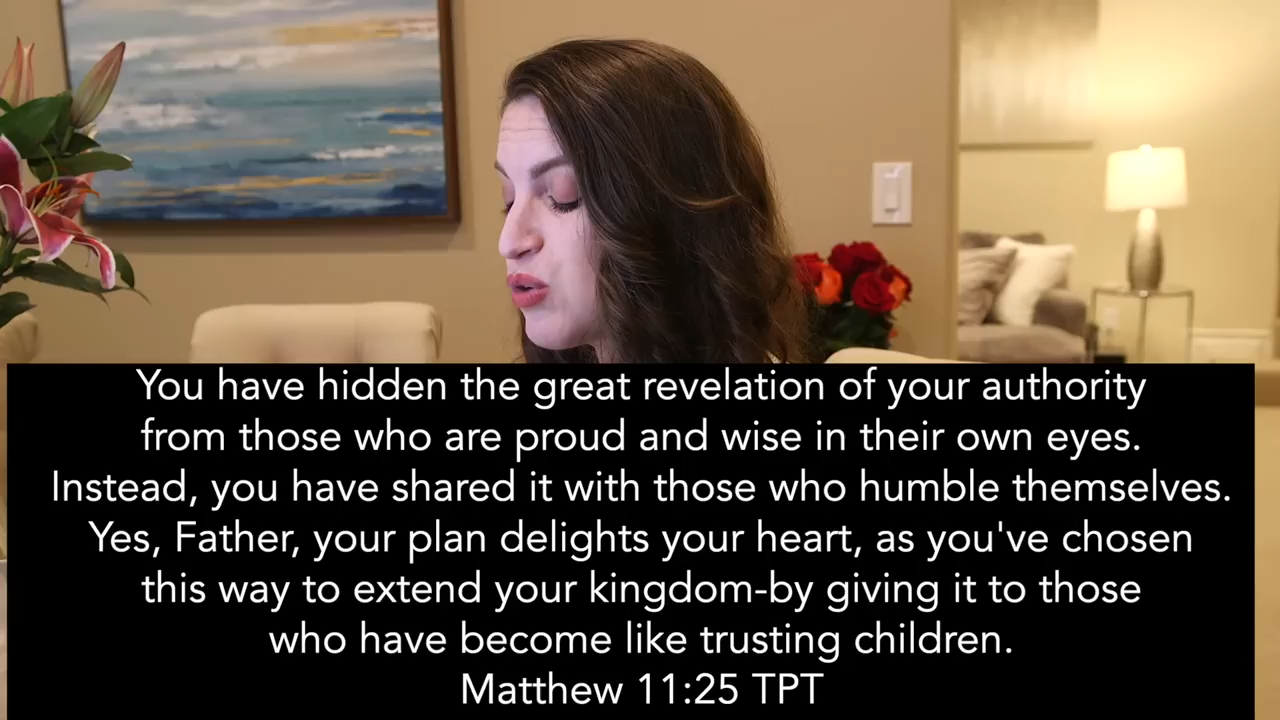 You have hidden the great revelation of your authority
from those who are proud and wise in their own eyes.
Instead, you have shared it with those who humble themselves.
Yes, Father, your plan delights your heart, as you've chosen
this way to extend your kingdom-by giving it to those
who have become like trusting children.
Matthew 11:25 TPT